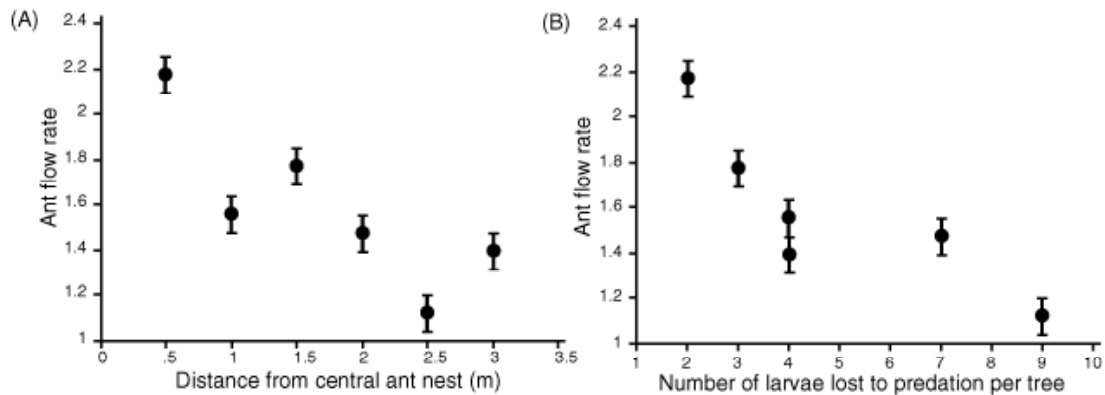 (A)
2.4
2.2
2
1.8
1.6
1.4
1.2
1
Ant flow rate
0 .5 1 1.5 2 2.5 3 3.5
Distance from central ant nest (m)
(B)
2.4
2.2
2
1.8
1.6
1.4
1.2
1
Ant flow rate
1 2 3 4 5 6 7 8 9 10
Number of larvae lost to predation per tree